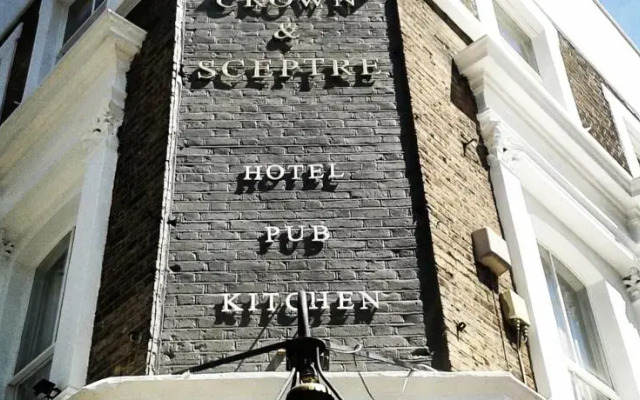 CROWN
&
SCEPTRE
HOTEL
PUB
KITCHEN